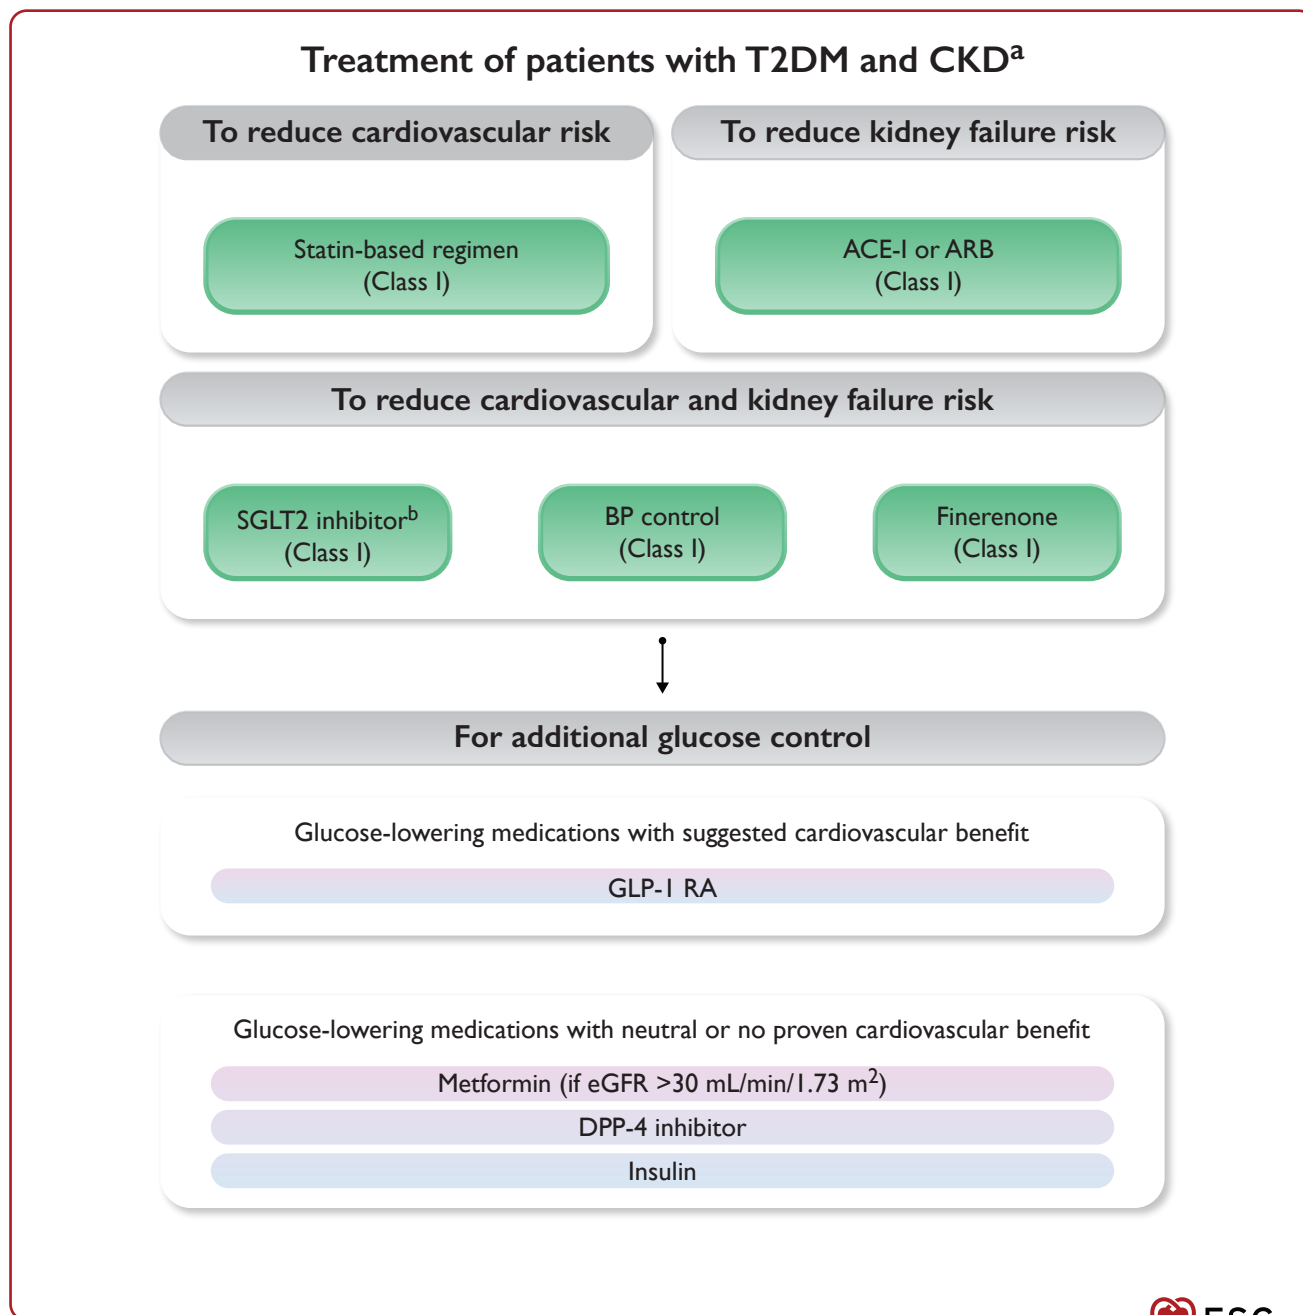 Treatment of patients with T2DM and CKDᵃ
To reduce cardiovascular risk
To reduce kidney failure risk
Statin-based regimen
(Class I)
ACE-I or ARB
(Class I)
To reduce cardiovascular and kidney failure risk
SGLT2 inhibitorᵇ
(Class I)
BP control
(Class I)
Finerenone
(Class I)
For additional glucose control
Glucose-lowering medications with suggested cardiovascular benefit
GLP-1 RA
Glucose-lowering medications with neutral or no proven cardiovascular benefit
Metformin (if eGFR >30 mL/min/1.73 m²)
DPP-4 inhibitor
Insulin
ESC